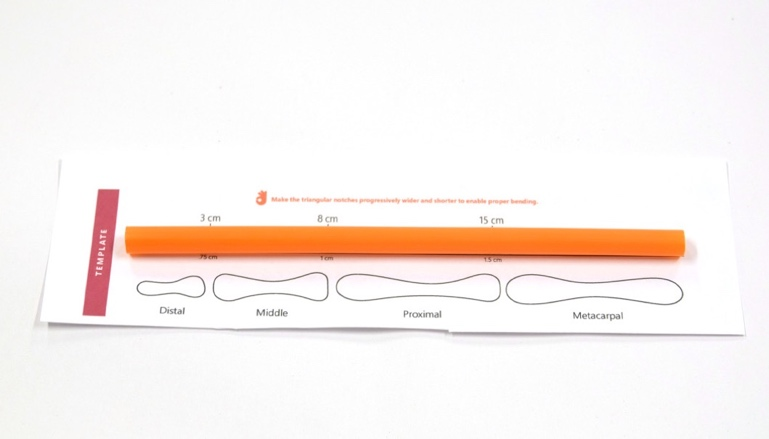 TEMPLATE
Make the triangular notches progressively wider and shorter to enable proper bending.
3 cm 8 cm 15 cm
.75 cm 1 cm 1.5 cm
Distal Middle Proximal Metacarpal